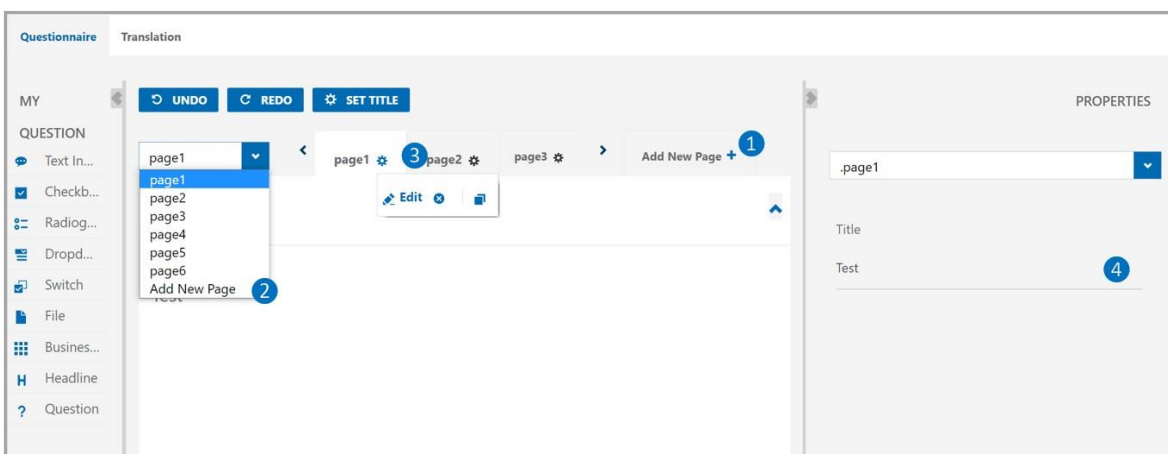 Questionnaire
Translation
MY
QUESTION
Text In...
Checkb...
Radiog...
Dropd...
Switch
File
Busines...
Headline
Question
UNDO
REDO
SET TITLE
page1
page1
page2
page3
page4
page5
page6
Add New Page
2
page1
3
page2
page3
Add New Page
1
Edit
Test
PROPERTIES
.page1
Title
Test
4